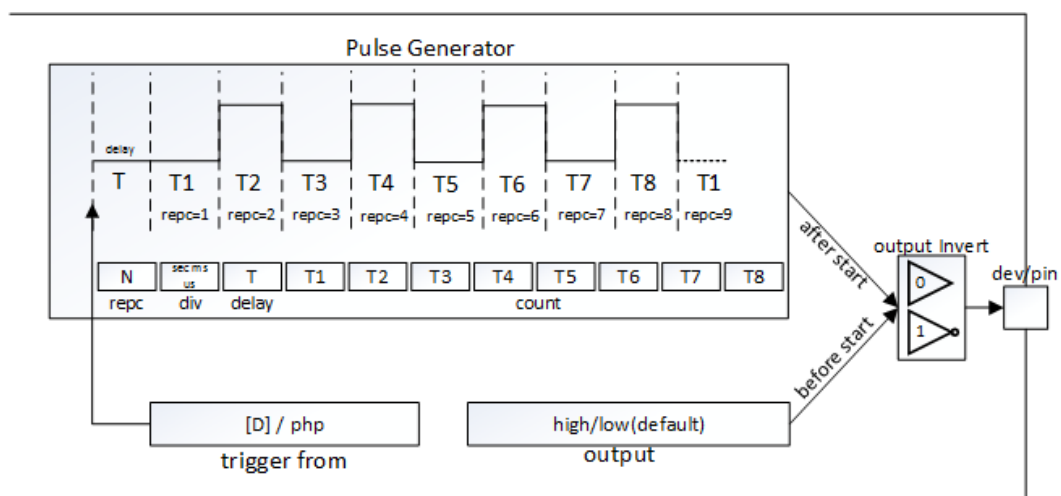 Pulse Generator
delay
T T1 T2 T3 T4 T5 T6 T7 T8 T1
repc=1 repc=2 repc=3 repc=4 repc=5 repc=6 repc=7 repc=8 repc=9
N sec ms us T T1 T2 T3 T4 T5 T6 T7 T8
repc div delay count
after start
before start
output Invert
0
1
dev/pin
[D] / php
trigger from
high/low(default)
output